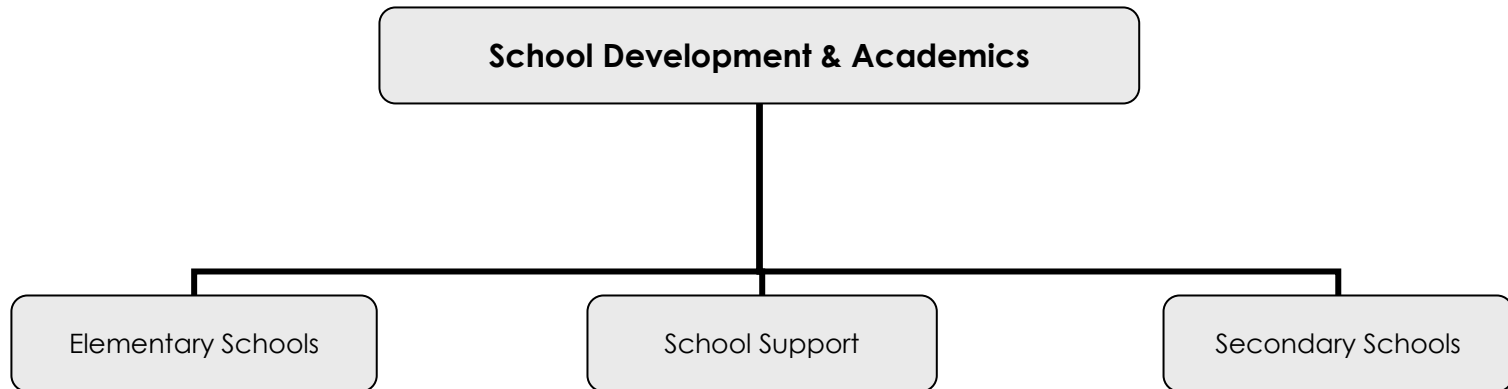 School Development & Academics
Elementary Schools
School Support
Secondary Schools